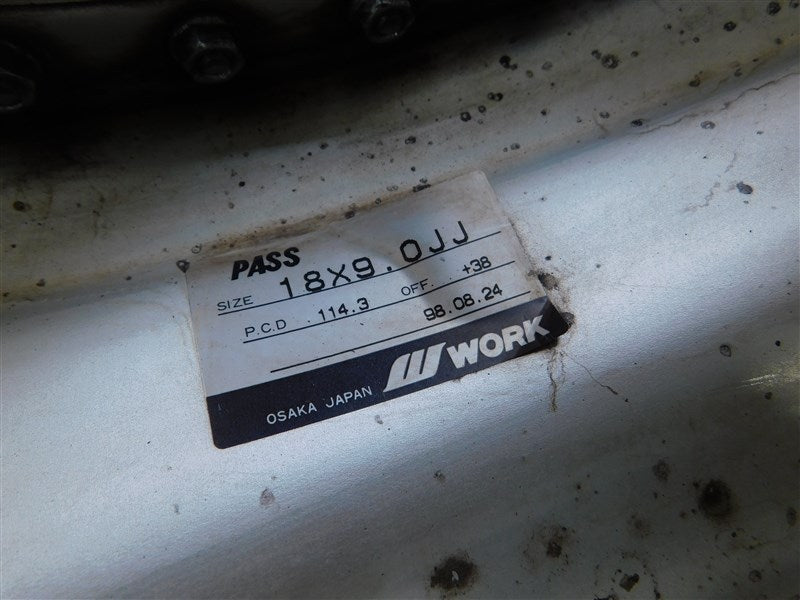 PASS
SIZE 18X9.0JJ
P.C.D 114.3 OFF. +38
98.08.24
OSAKA JAPAN W WORK